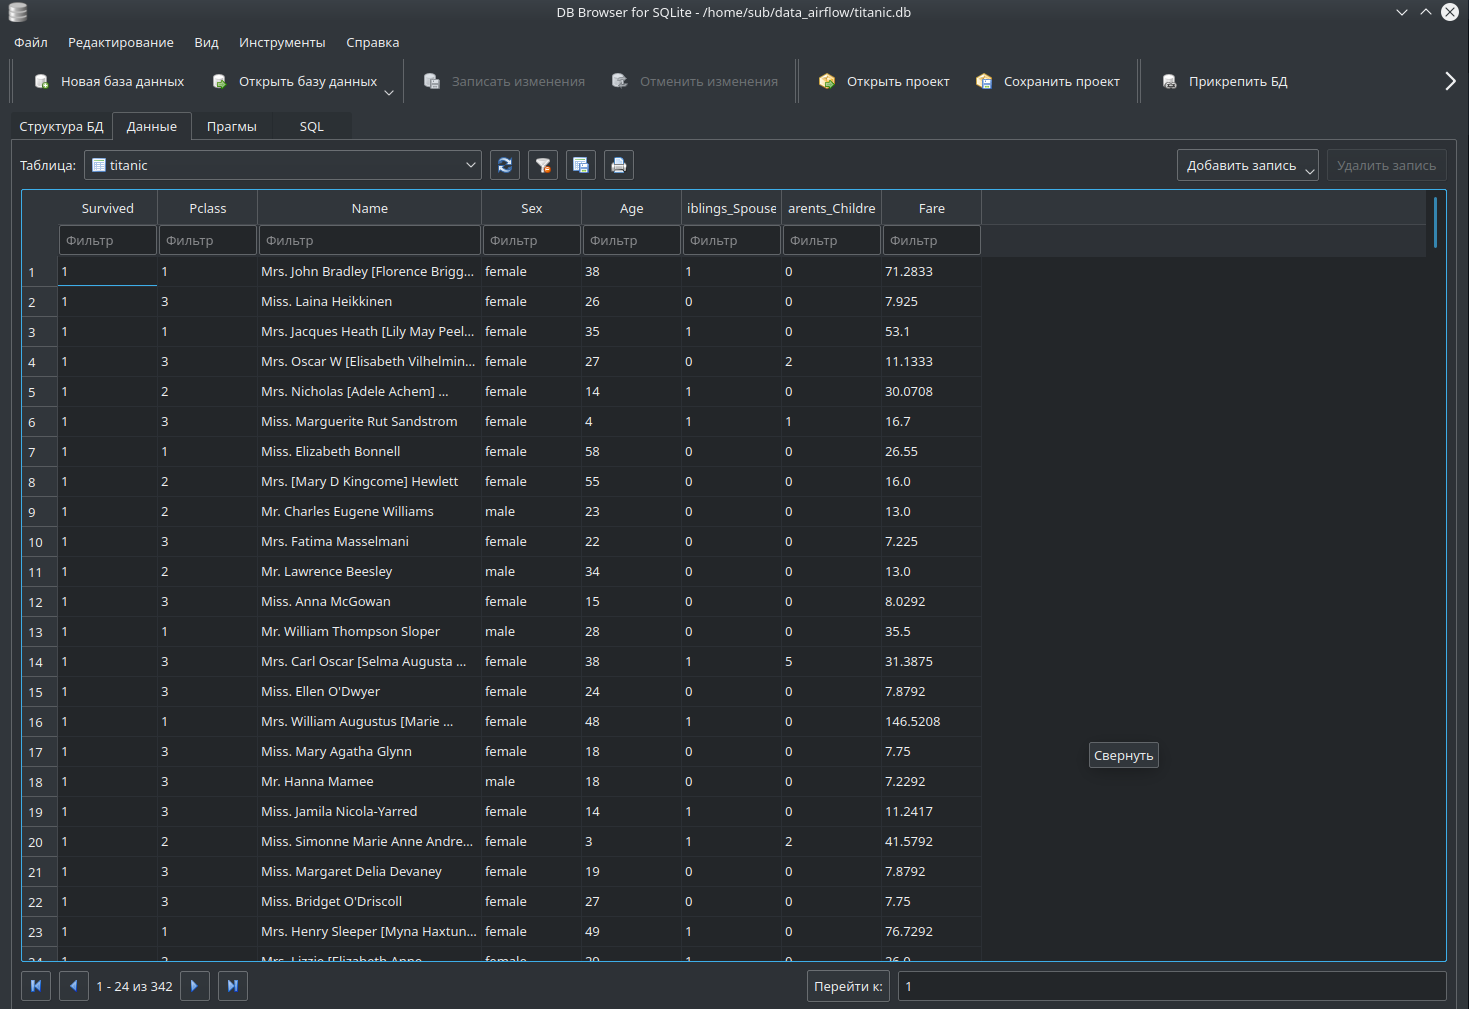 DB Browser for SQLite - /home/sub/data_airflow/titanic.db
Файл Редактирование Вид Инструменты Справка
Новая база данных Открыть базу данных Записать изменения Отменить изменения Открыть проект Сохранить проект Прикрепить БД
Структура БД Данные Прагмы SQL
Таблица: titanic Добавить запись Удалить запись
Survived Pclass Name Sex Age iblings_Spouse arents_Childre Fare
Фильтр Фильтр Фильтр Фильтр Фильтр Фильтр Фильтр Фильтр
1 1 1 Mrs. John Bradley [Florence Brigg... female 38 1 0 71.2833
2 1 3 Miss. Laina Heikkinen female 26 0 0 7.925
3 1 1 Mrs. Jacques Heath [Lily May Peel... female 35 1 0 53.1
4 1 3 Mrs. Oscar W [Elisabeth Vilhelmin... female 27 0 2 11.1333
5 1 2 Mrs. Nicholas [Adele Achem] ... female 14 1 0 30.0708
6 1 3 Miss. Marguerite Rut Sandstrom female 4 1 1 16.7
7 1 1 Miss. Elizabeth Bonnell female 58 0 0 26.55
8 1 2 Mrs. [Mary D Kingcome] Hewlett female 55 0 0 16.0
9 1 2 Mr. Charles Eugene Williams male 23 0 0 13.0
10 1 3 Mrs. Fatima Masselmani female 22 0 0 7.225
11 1 2 Mr. Lawrence Beesley male 34 0 0 13.0
12 1 3 Miss. Anna McGowan female 15 0 0 8.0292
13 1 1 Mr. William Thompson Sloper male 28 0 0 35.5
14 1 3 Mrs. Carl Oscar [Selma Augusta ... female 38 1 5 31.3875
15 1 3 Miss. Ellen O'Dwyer female 24 0 0 7.8792
16 1 1 Mrs. William Augustus [Marie ... female 48 1 0 146.5208
17 1 3 Miss. Mary Agatha Glynn female 18 0 0 7.75
Свернуть
18 1 3 Mr. Hanna Mamee male 18 0 0 7.2292
19 1 3 Miss. Jamila Nicola-Yarred female 14 1 0 11.2417
20 1 2 Miss. Simonne Marie Anne Andre... female 3 1 2 41.5792
21 1 3 Miss. Margaret Delia Devaney female 19 0 0 7.8792
22 1 3 Miss. Bridget O'Driscoll female 27 0 0 7.75
23 1 1 Mrs. Henry Sleeper [Myna Haxtun... female 49 1 0 76.7292
Mrs. Lizzie [Elizabeth Anne female
1 - 24 из 342 Перейти к: 1